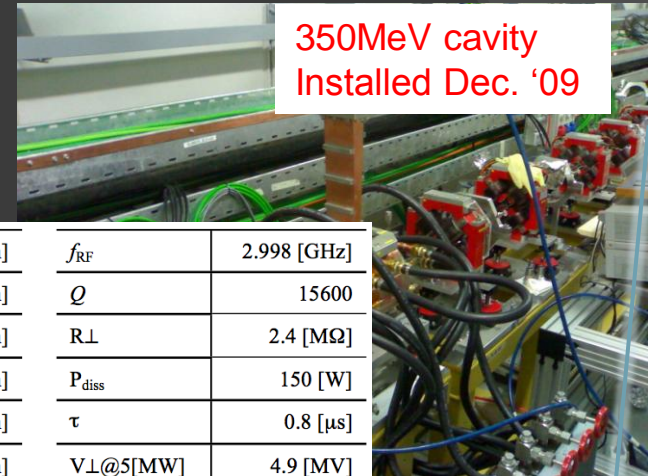 350MeV cavity
Installed Dec. ‘09
] fRF 2.998 [GHz]
] Q 15600
] R⊥ 2.4 [MΩ]
] Pdiss 150 [W]
] τ 0.8 [μs]
] V⊥@5[MW] 4.9 [MV]